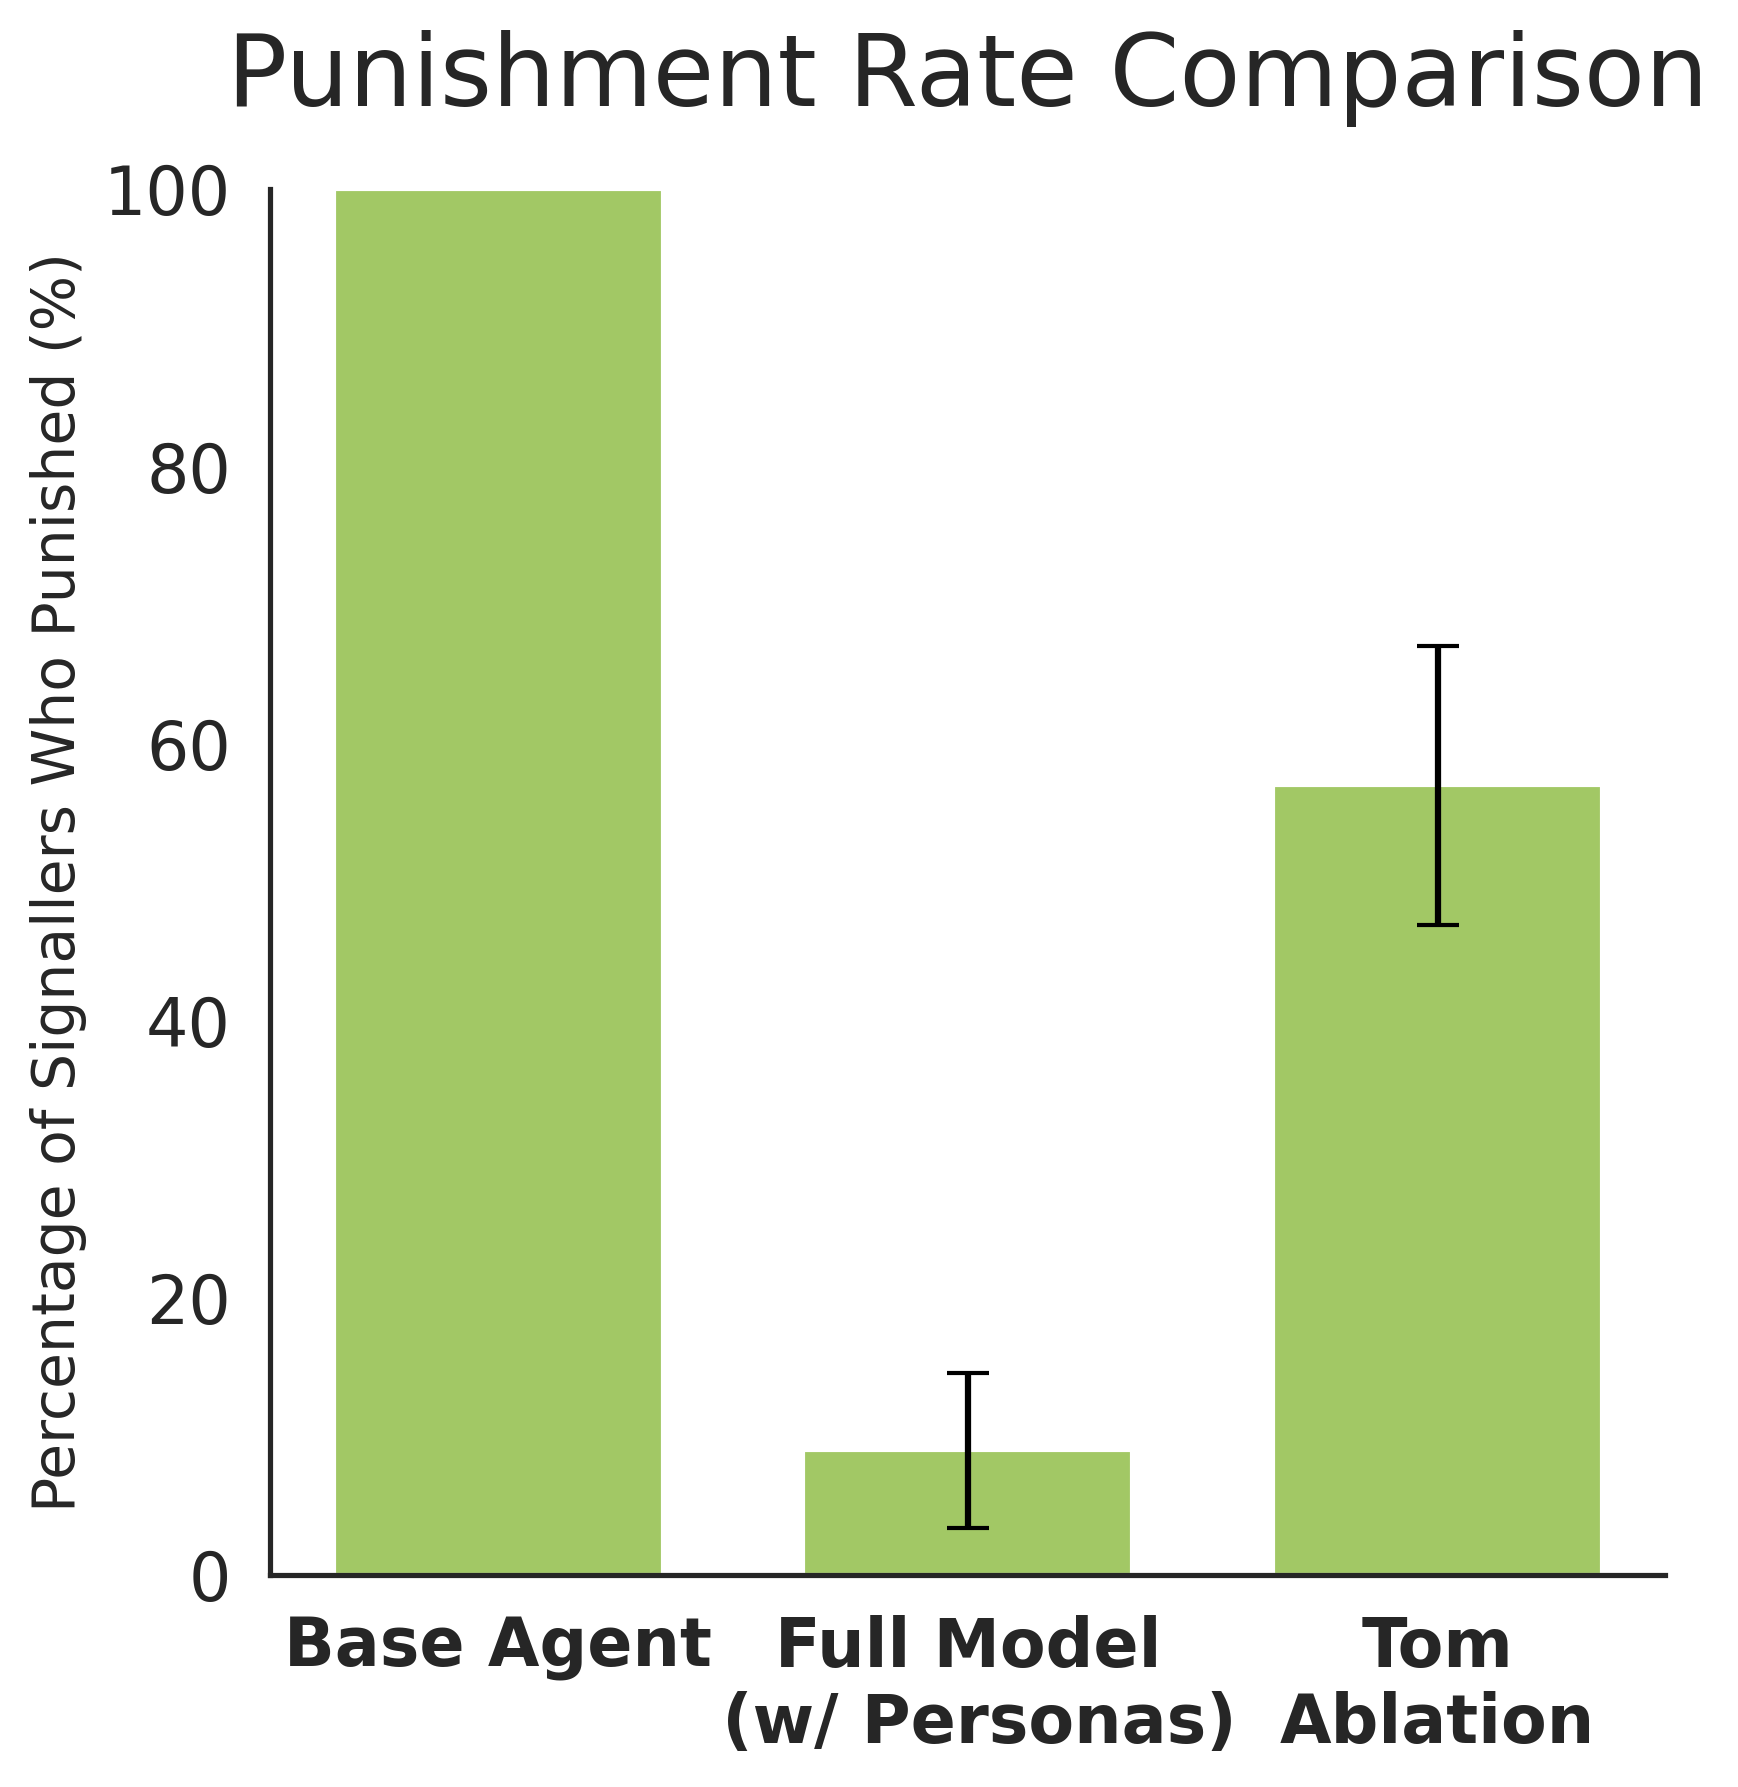 Punishment Rate Comparison
Percentage of Signallers Who Punished (%)
100
80
60
40
20
0
Base Agent
Full Model
(w/ Personas)
Tom
Ablation